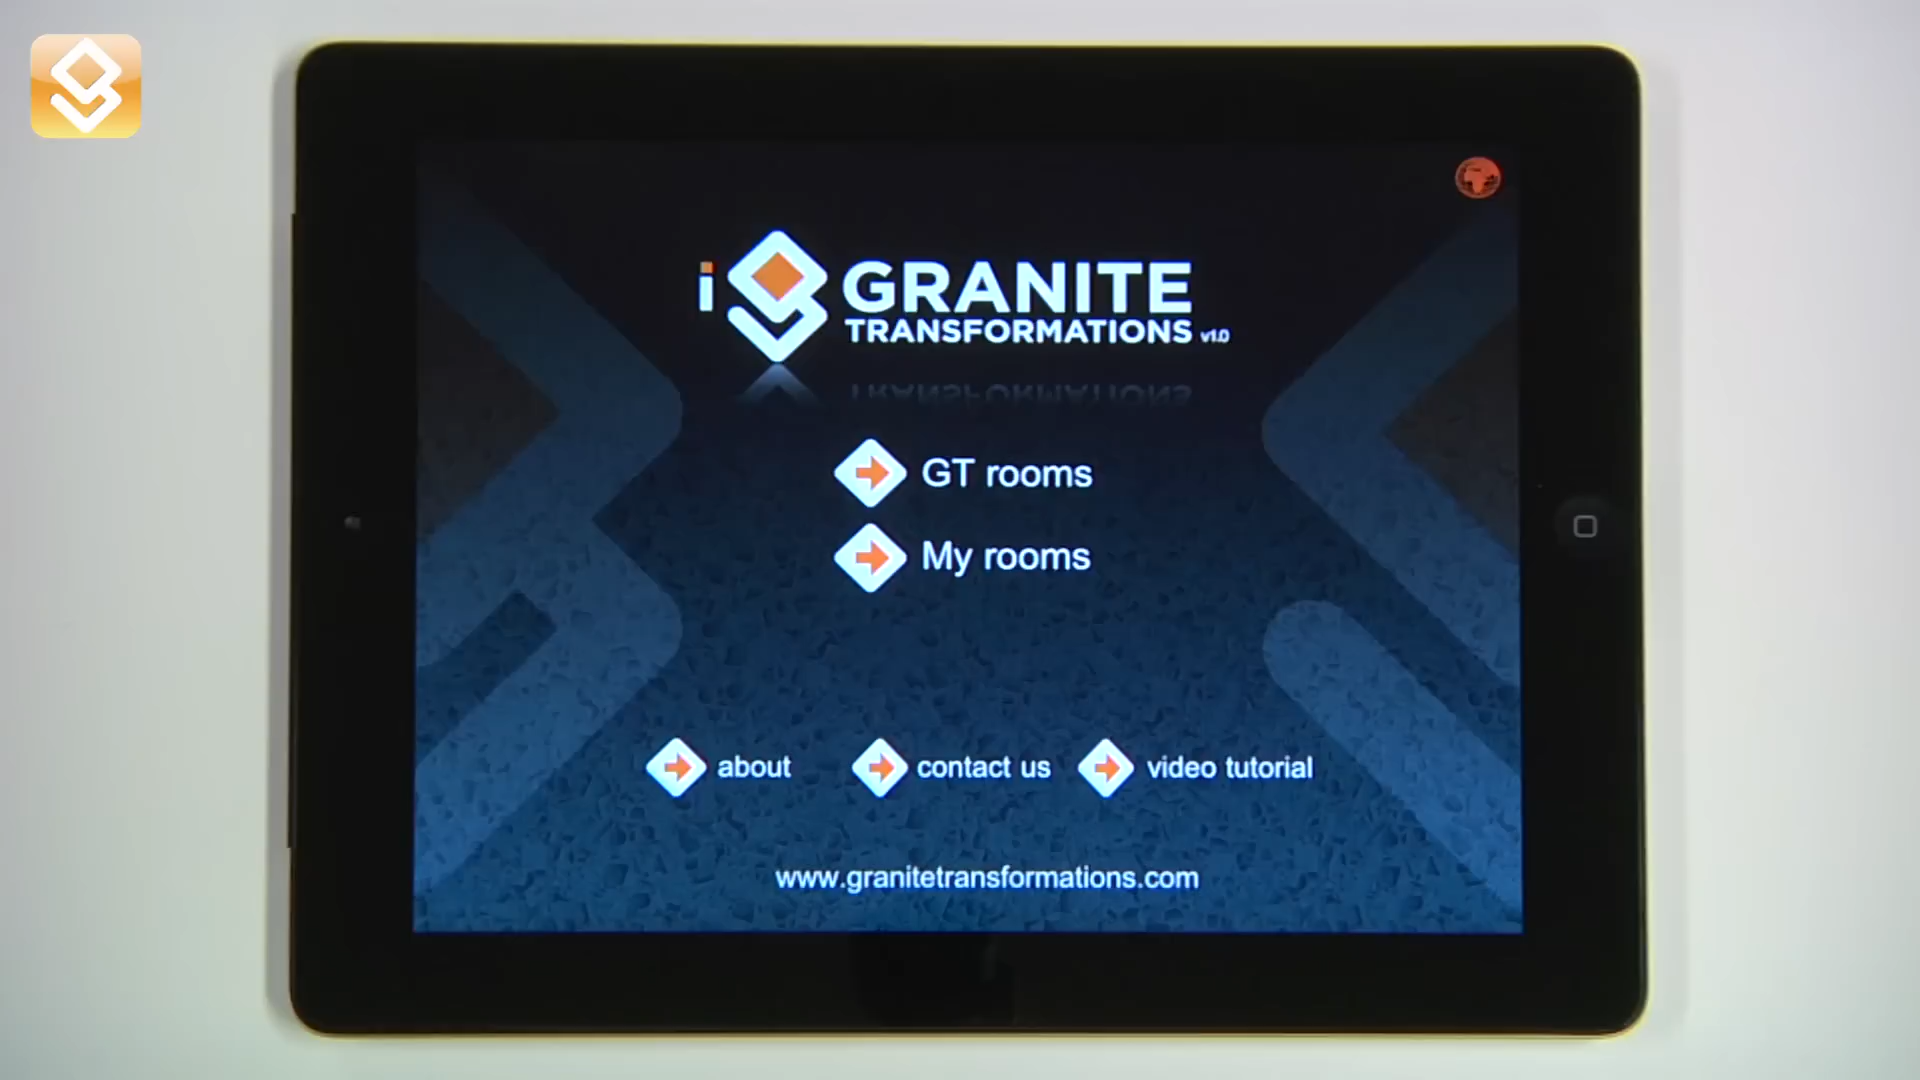 i GRANITE
TRANSFORMATIONS v1.0
GT rooms
My rooms
about
contact us
video tutorial
www.granitetransformations.com